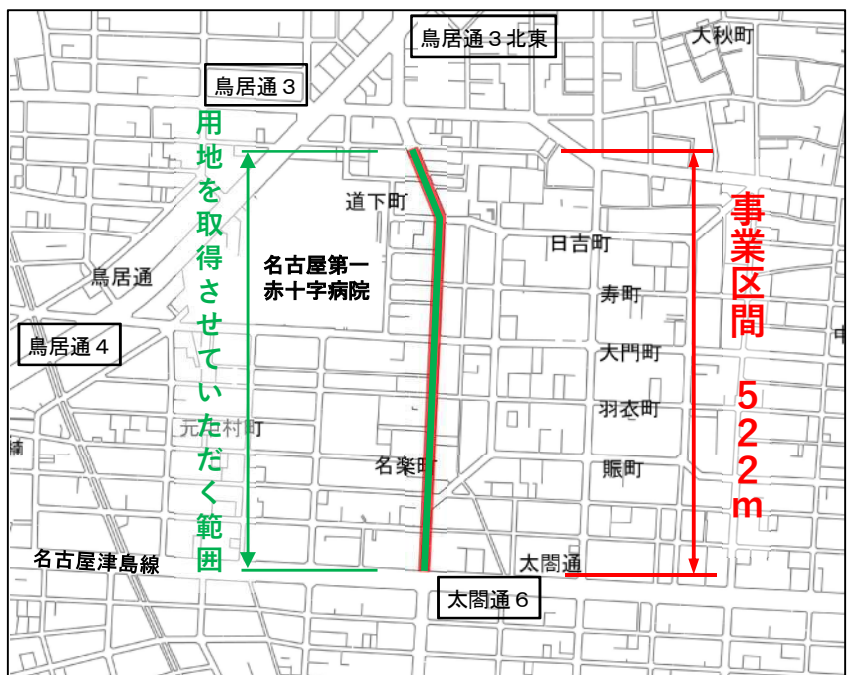 鳥居通3北東
大秋町
鳥居通3
用地を取得させていただく範囲
道下町
事業区間 522m
日吉町
名古屋第一
赤十字病院
鳥居通
寿町
鳥居通4
大門町
羽衣町
名楽町
賑町
名古屋津島線
太閤通
太閤通6